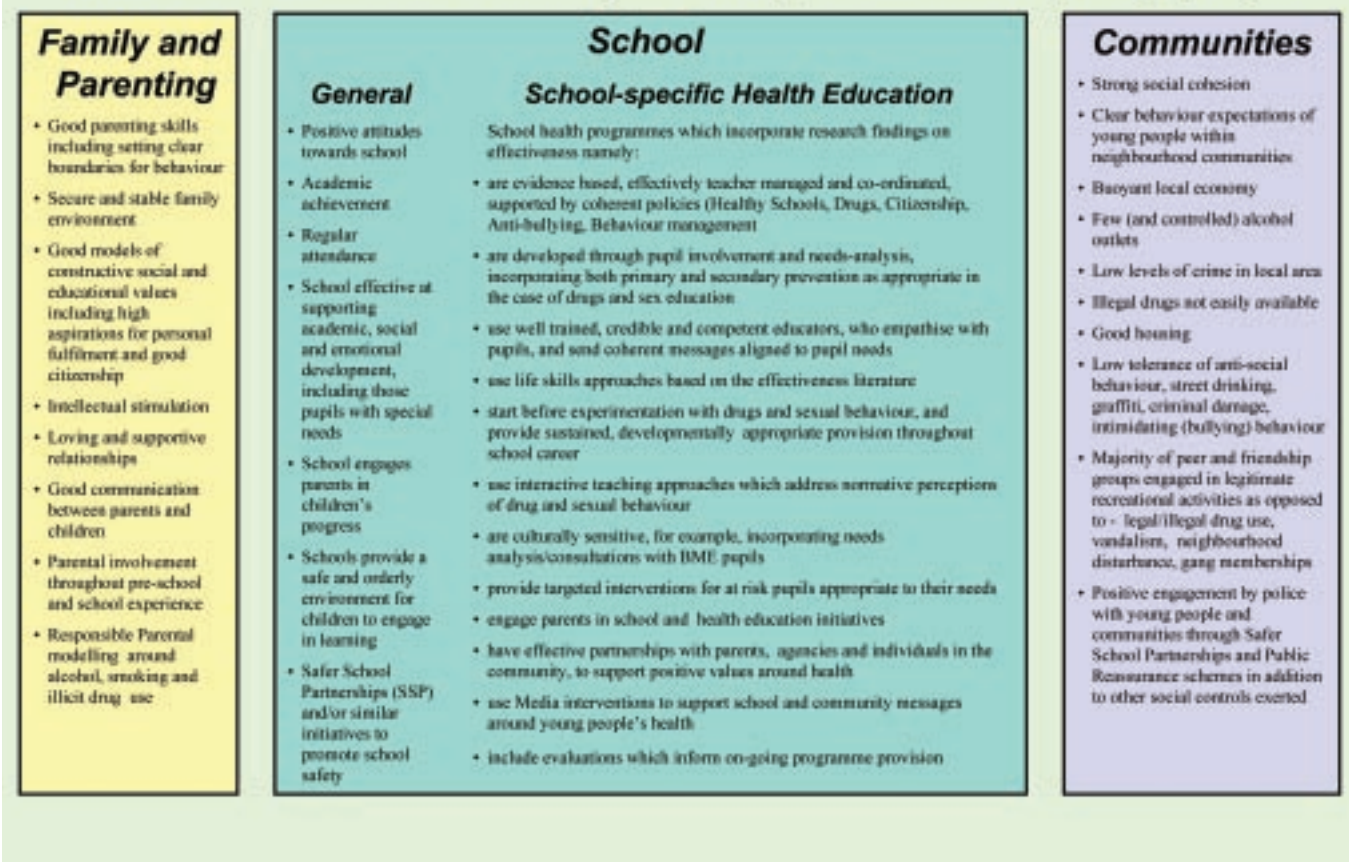 Family and
Parenting
• Good parenting skills
including setting clear
boundaries for behaviour
• Secure and stable family
environment
• Good models of
constructive social and
educational values
including high
aspirations for personal
fulfilment and good
citizenship
• Intellectual stimulation
• Loving and supportive
relationships
• Good communication
between parents and
children
• Parental involvement
throughout pre-school
and school experience
• Responsible Parental
modelling around
alcohol, smoking and
illicit drug use
School
General
• Positive attitudes
towards school
• Academic
achievement
• Regular
attendance
• School effective at
supporting
academic, social
and emotional
development,
including those
pupils with special
needs
• School engages
parents in
children's
progress
• Schools provide a
safe and orderly
environment for
children to engage
in learning
• Safer School
Partnerships (SSP)
and/or similar
initiatives to
promote school
safety
School-specific Health Education
School health programmes which incorporate research findings on
effectiveness namely:
• are evidence based, effectively teacher managed and co-ordinated,
supported by coherent policies (Healthy Schools, Drugs, Citizenship,
Anti-bullying, Behaviour management
• are developed through pupil involvement and needs-analysis,
incorporating both primary and secondary prevention as appropriate in
the case of drugs and sex education
• use well trained, credible and competent educators, who empathise with
pupils, and send coherent messages aligned to pupil needs
• use life skills approaches based on the effectiveness literature
• start before experimentation with drugs and sexual behaviour, and
provide sustained, developmentally appropriate provision throughout
school career
• use interactive teaching approaches which address normative perceptions
of drug and sexual behaviour
• are culturally sensitive, for example, incorporating needs
analysis/consultations with BME pupils
• provide targeted interventions for at risk pupils appropriate to their needs
• engage parents in school and health education initiatives
• have effective partnerships with parents, agencies and individuals in the
community, to support positive values around health
• use Media interventions to support school and community messages
around young people's health
• include evaluations which inform on-going programme provision
Communities
• Strong social cohesion
• Clear behaviour expectations of
young people within
neighbourhood communities
• Buoyant local economy
• Few (and controlled) alcohol
outlets
• Low levels of crime in local area
• Illegal drugs not easily available
• Good housing
• Low tolerance of anti-social
behaviour, street drinking,
graffiti, criminal damage,
intimidating (bullying) behaviour
• Majority of peer and friendship
groups engaged in legitimate
recreational activities as opposed
to - legal/illegal drug use,
vandalism, neighbourhood
disturbance, gang memberships
• Positive engagement by police
with young people and
communities through Safer
School Partnerships and Public
Reassurance schemes in addition
to other social controls exerted